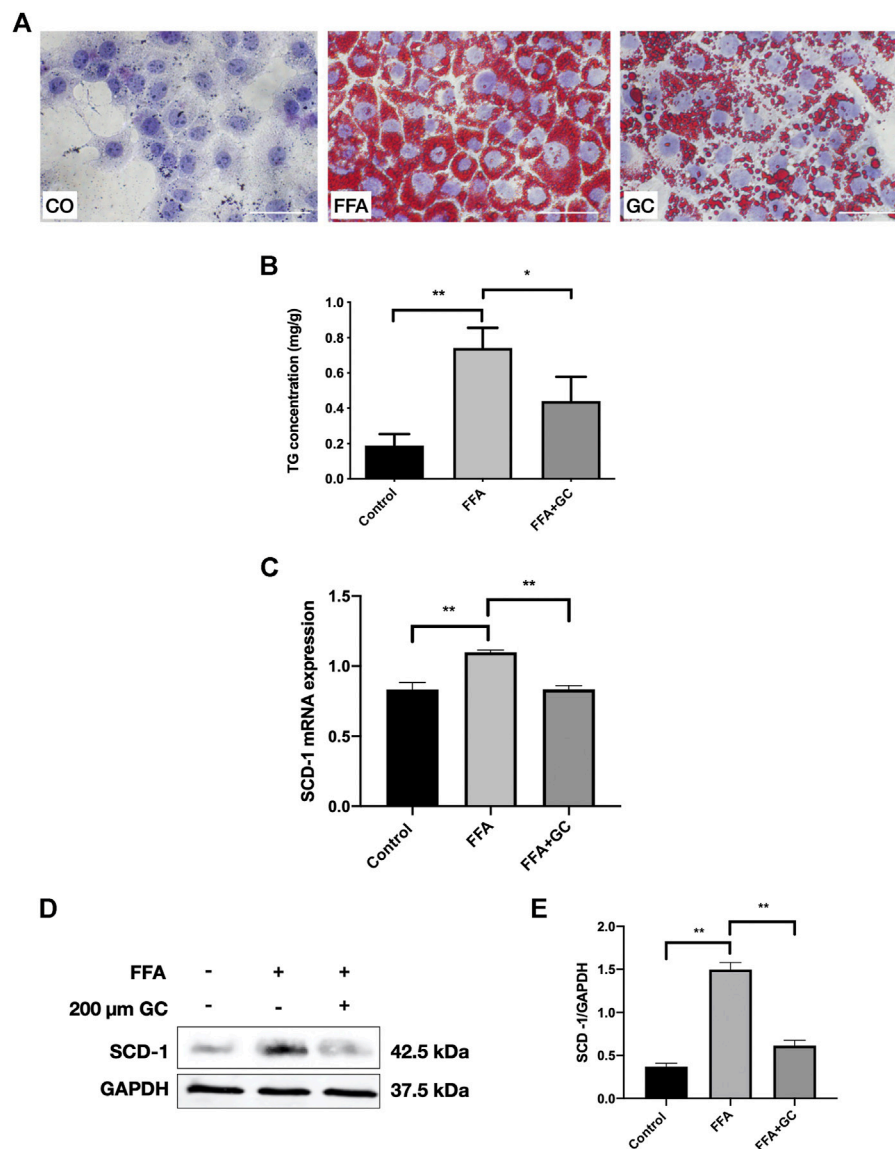 A
CO
FFA
GC
B
TG concentration (mg/g)
1.0
0.8
0.6
0.4
0.2
0.0
**
*
Control
FFA
FFA+GC
C
SCD-1 mRNA expression
1.5
1.0
0.5
0.0
**
**
Control
FFA
FFA+GC
D
FFA - + +
200 µm GC - - +
SCD-1 42.5 kDa
GAPDH 37.5 kDa
E
SCD -1/GAPDH
2.0
1.5
1.0
0.5
0.0
**
**
Control
FFA
FFA+GC